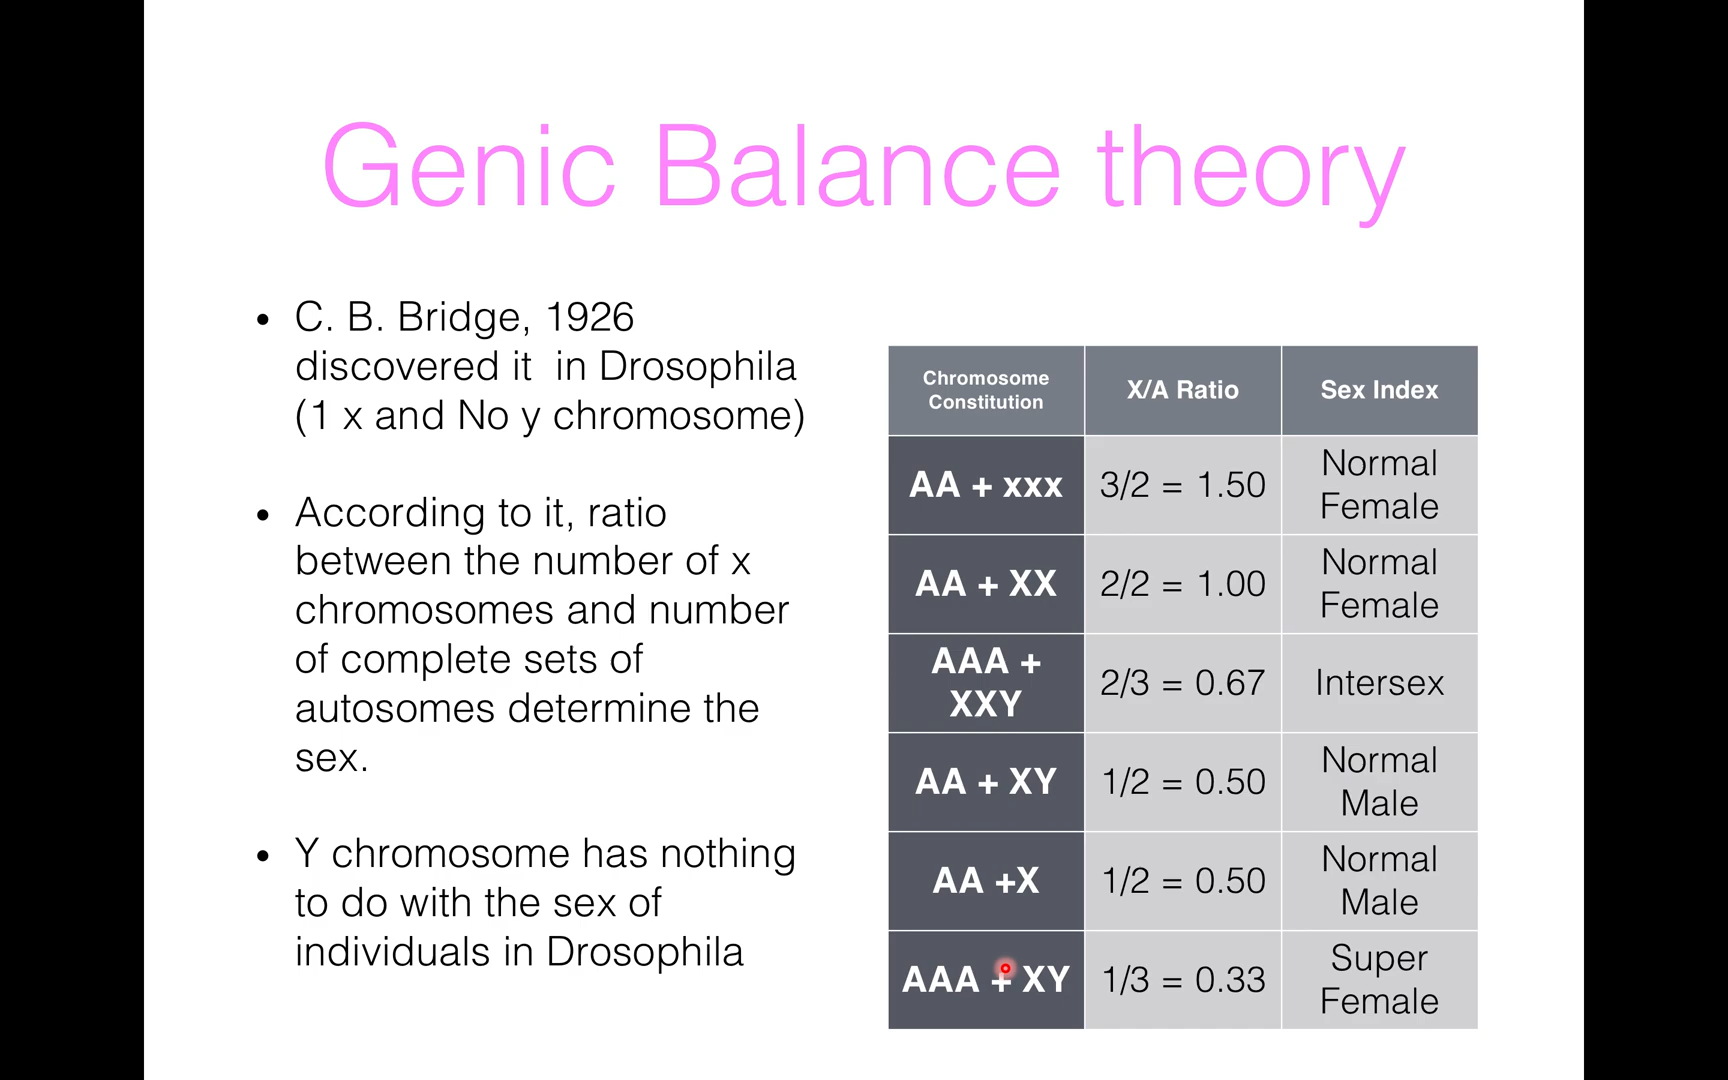 Genic Balance theory
• C. B. Bridge, 1926
discovered it  in Drosophila
(1 x and No y chromosome)
• According to it, ratio
between the number of x
chromosomes and number
of complete sets of
autosomes determine the
sex.
• Y chromosome has nothing
to do with the sex of
individuals in Drosophila
Chromosome
Constitution
X/A Ratio
Sex Index
AA + xxx
3/2 = 1.50
Normal
Female
AA + XX
2/2 = 1.00
Normal
Female
AAA +
XXY
2/3 = 0.67
Intersex
AA + XY
1/2 = 0.50
Normal
Male
AA +X
1/2 = 0.50
Normal
Male
AAA + XY
1/3 = 0.33
Super
Female